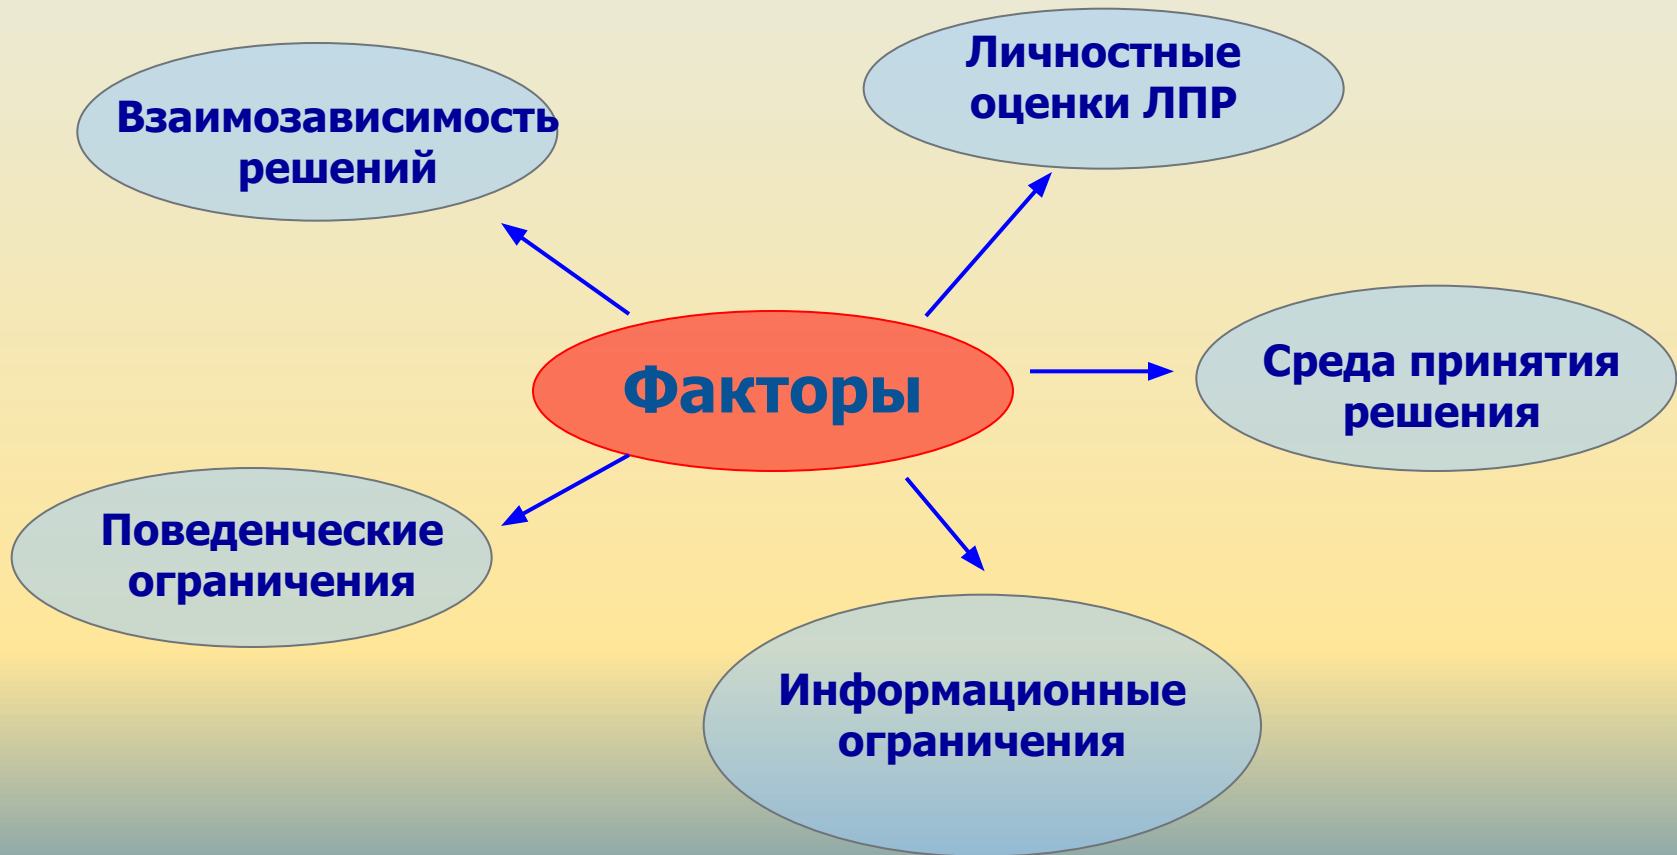 Личностные
оценки ЛПР
Взаимозависимость
решений
Среда принятия
решения
Факторы
Поведенческие
ограничения
Информационные
ограничения